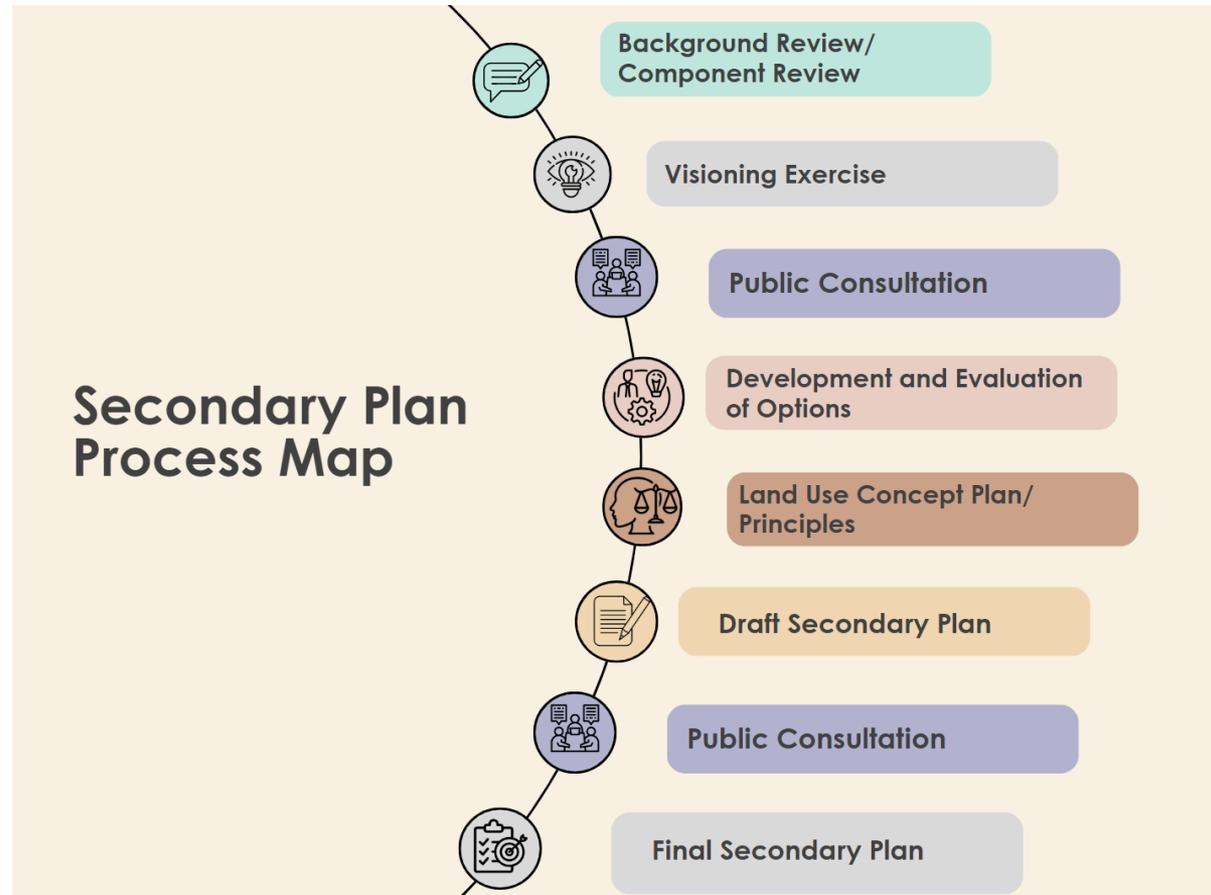 Background Review/
Component Review
Visioning Exercise
Public Consultation
Secondary Plan
Process Map
Development and Evaluation
of Options
Land Use Concept Plan/
Principles
Draft Secondary Plan
Public Consultation
Final Secondary Plan